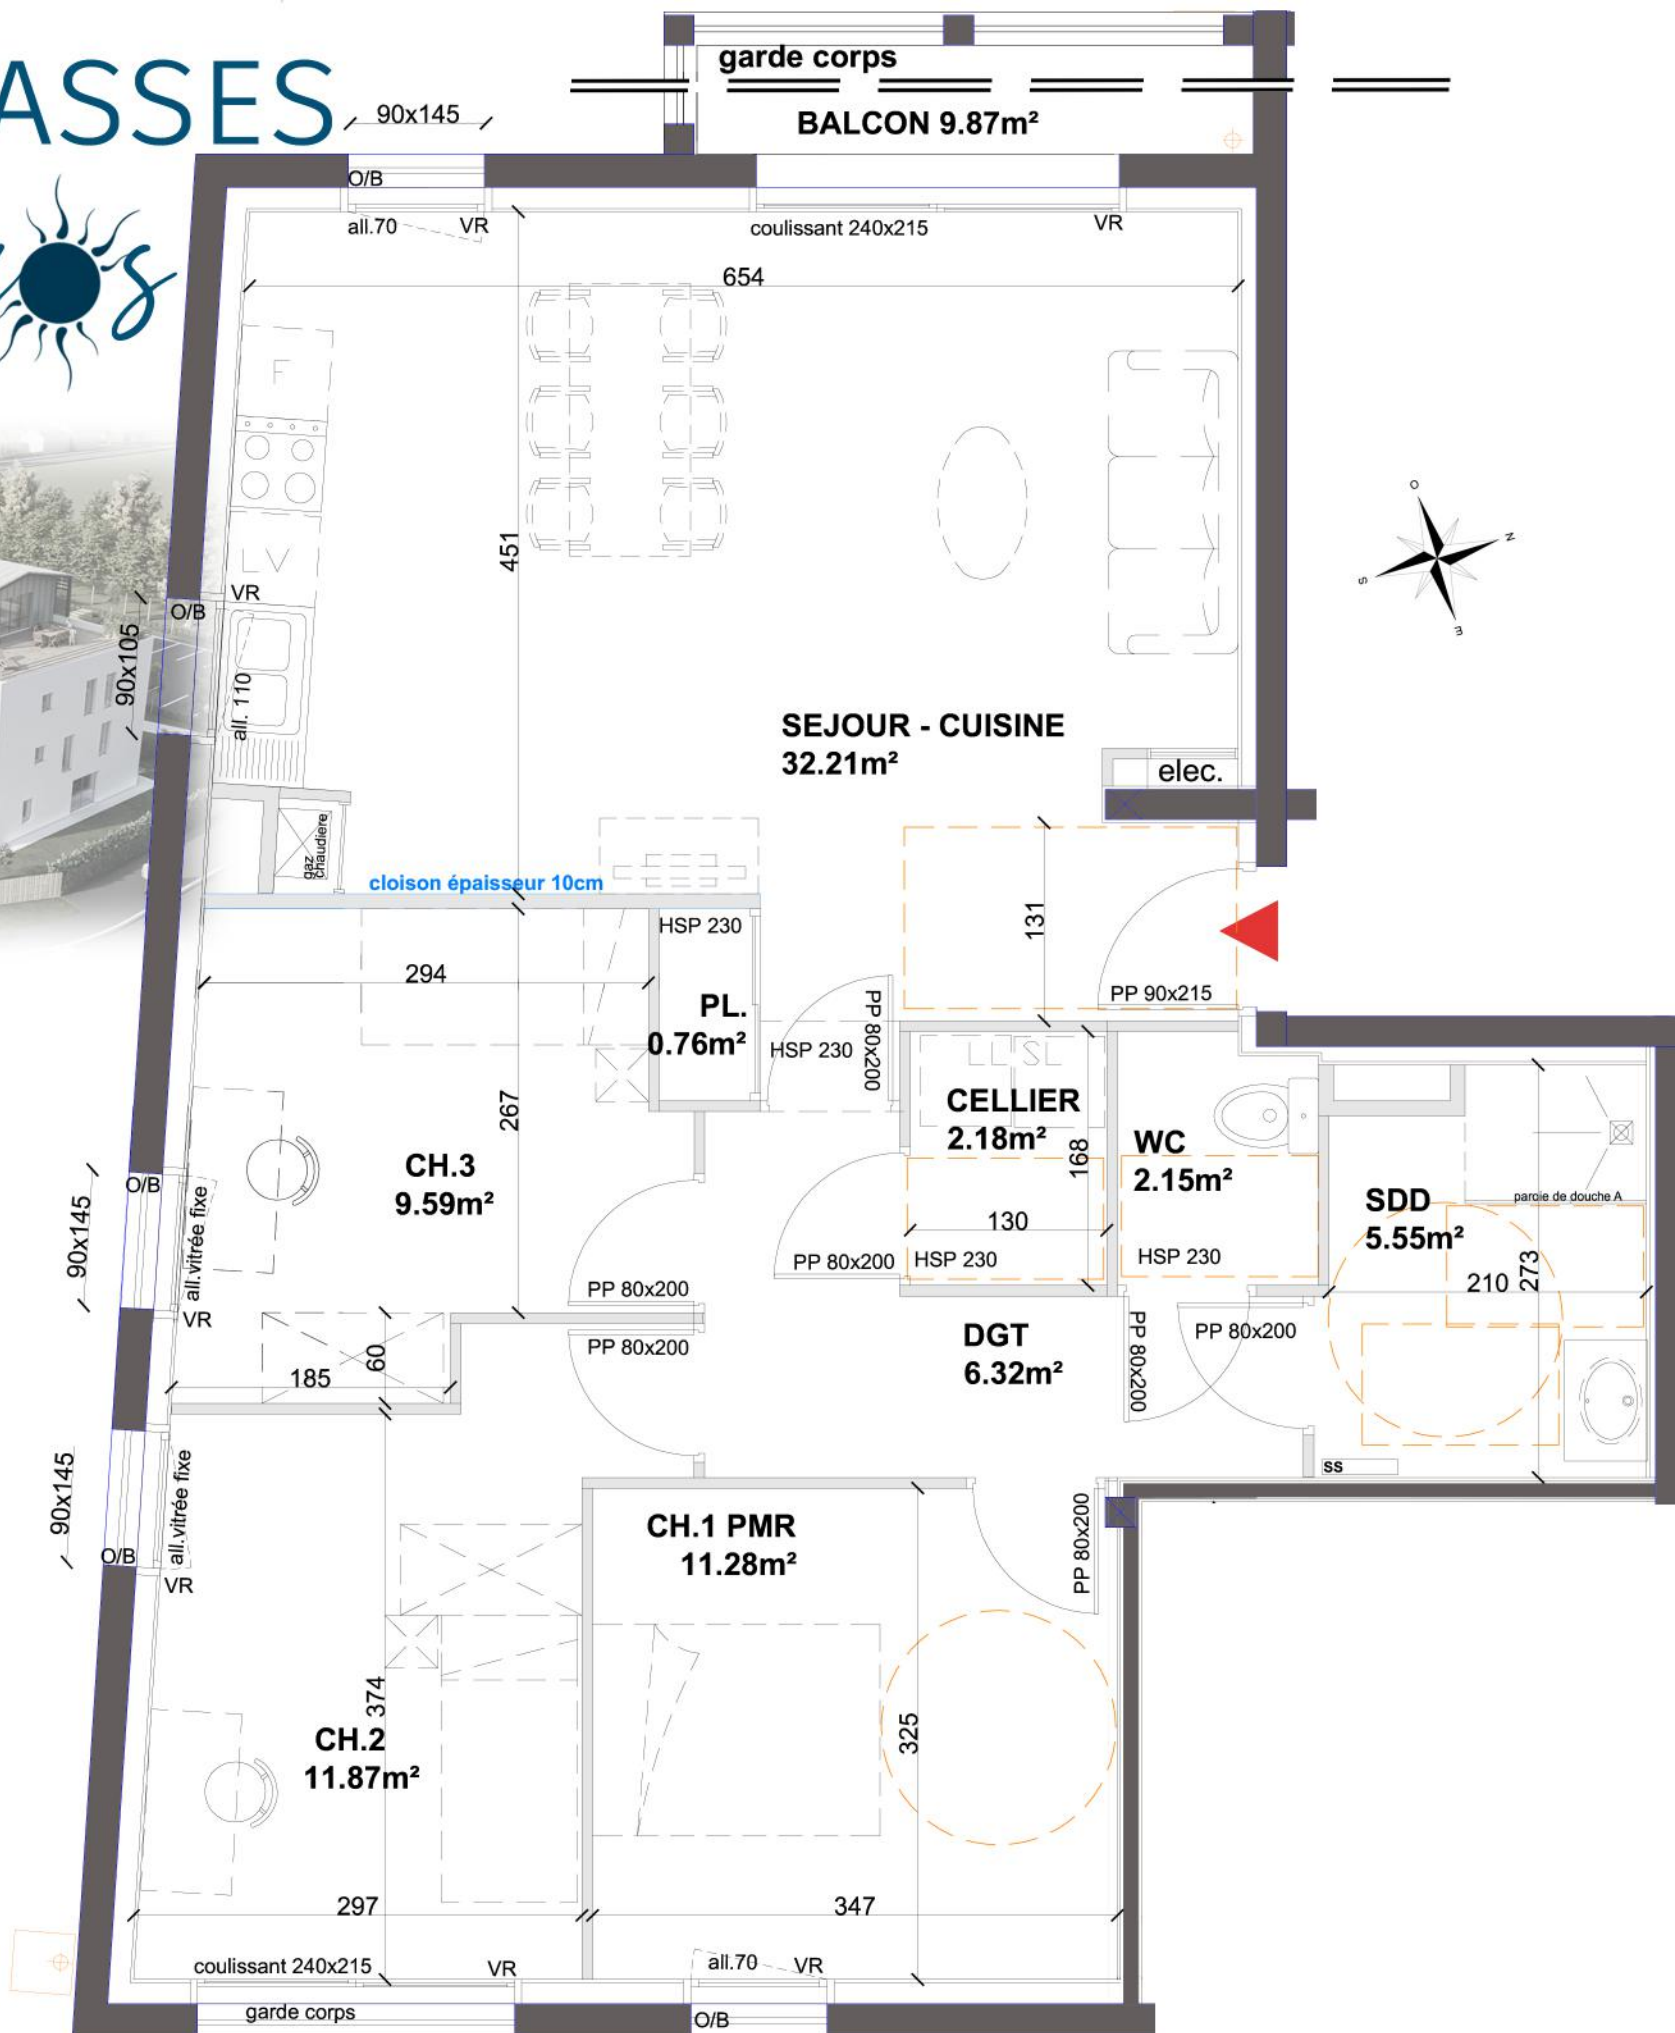 ASSES
garde corps
BALCON 9.87m²
90x145
O/B
all.70
VR
coulissant 240x215
VR
654
F
451
LV
VR
O/B
90x105
all. 110
O
N
S
E
SEJOUR - CUISINE
32.21m²
elec.
gaz
chaudiere
cloison épaisseur 10cm
131
PP 90x215
HSP 230
294
PL.
0.76m²
PP 80x200
HSP 230
LL
SL
CELLIER
2.18m²
168
267
WC
2.15m²
CH.3
9.59m²
O/B
90x145
all.vitrée fixe
VR
paroie de douche A
SDD
5.55m²
130
PP 80x200
HSP 230
HSP 230
210
273
PP 80x200
PP 80x200
DGT
6.32m²
PP 80x200
PP 80x200
60
185
90x145
all.vitrée fixe
O/B
VR
ss
CH.1 PMR
11.28m²
PP 80x200
374
CH.2
11.87m²
325
297
347
coulissant 240x215
VR
all.70
VR
garde corps
O/B